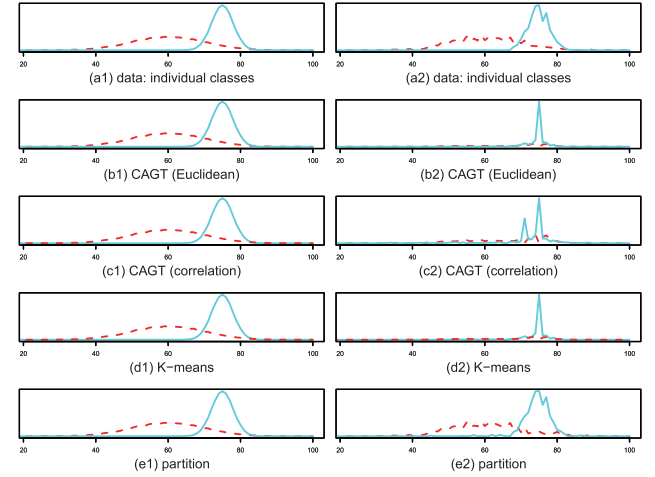 20 40 60 80 100 20 40 60 80 100
(a1) data: individual classes (a2) data: individual classes
20 40 60 80 100 20 40 60 80 100
(b1) CAGT (Euclidean) (b2) CAGT (Euclidean)
20 40 60 80 100 20 40 60 80 100
(c1) CAGT (correlation) (c2) CAGT (correlation)
20 40 60 80 100 20 40 60 80 100
(d1) K−means (d2) K−means
20 40 60 80 100 20 40 60 80 100
(e1) partition (e2) partition